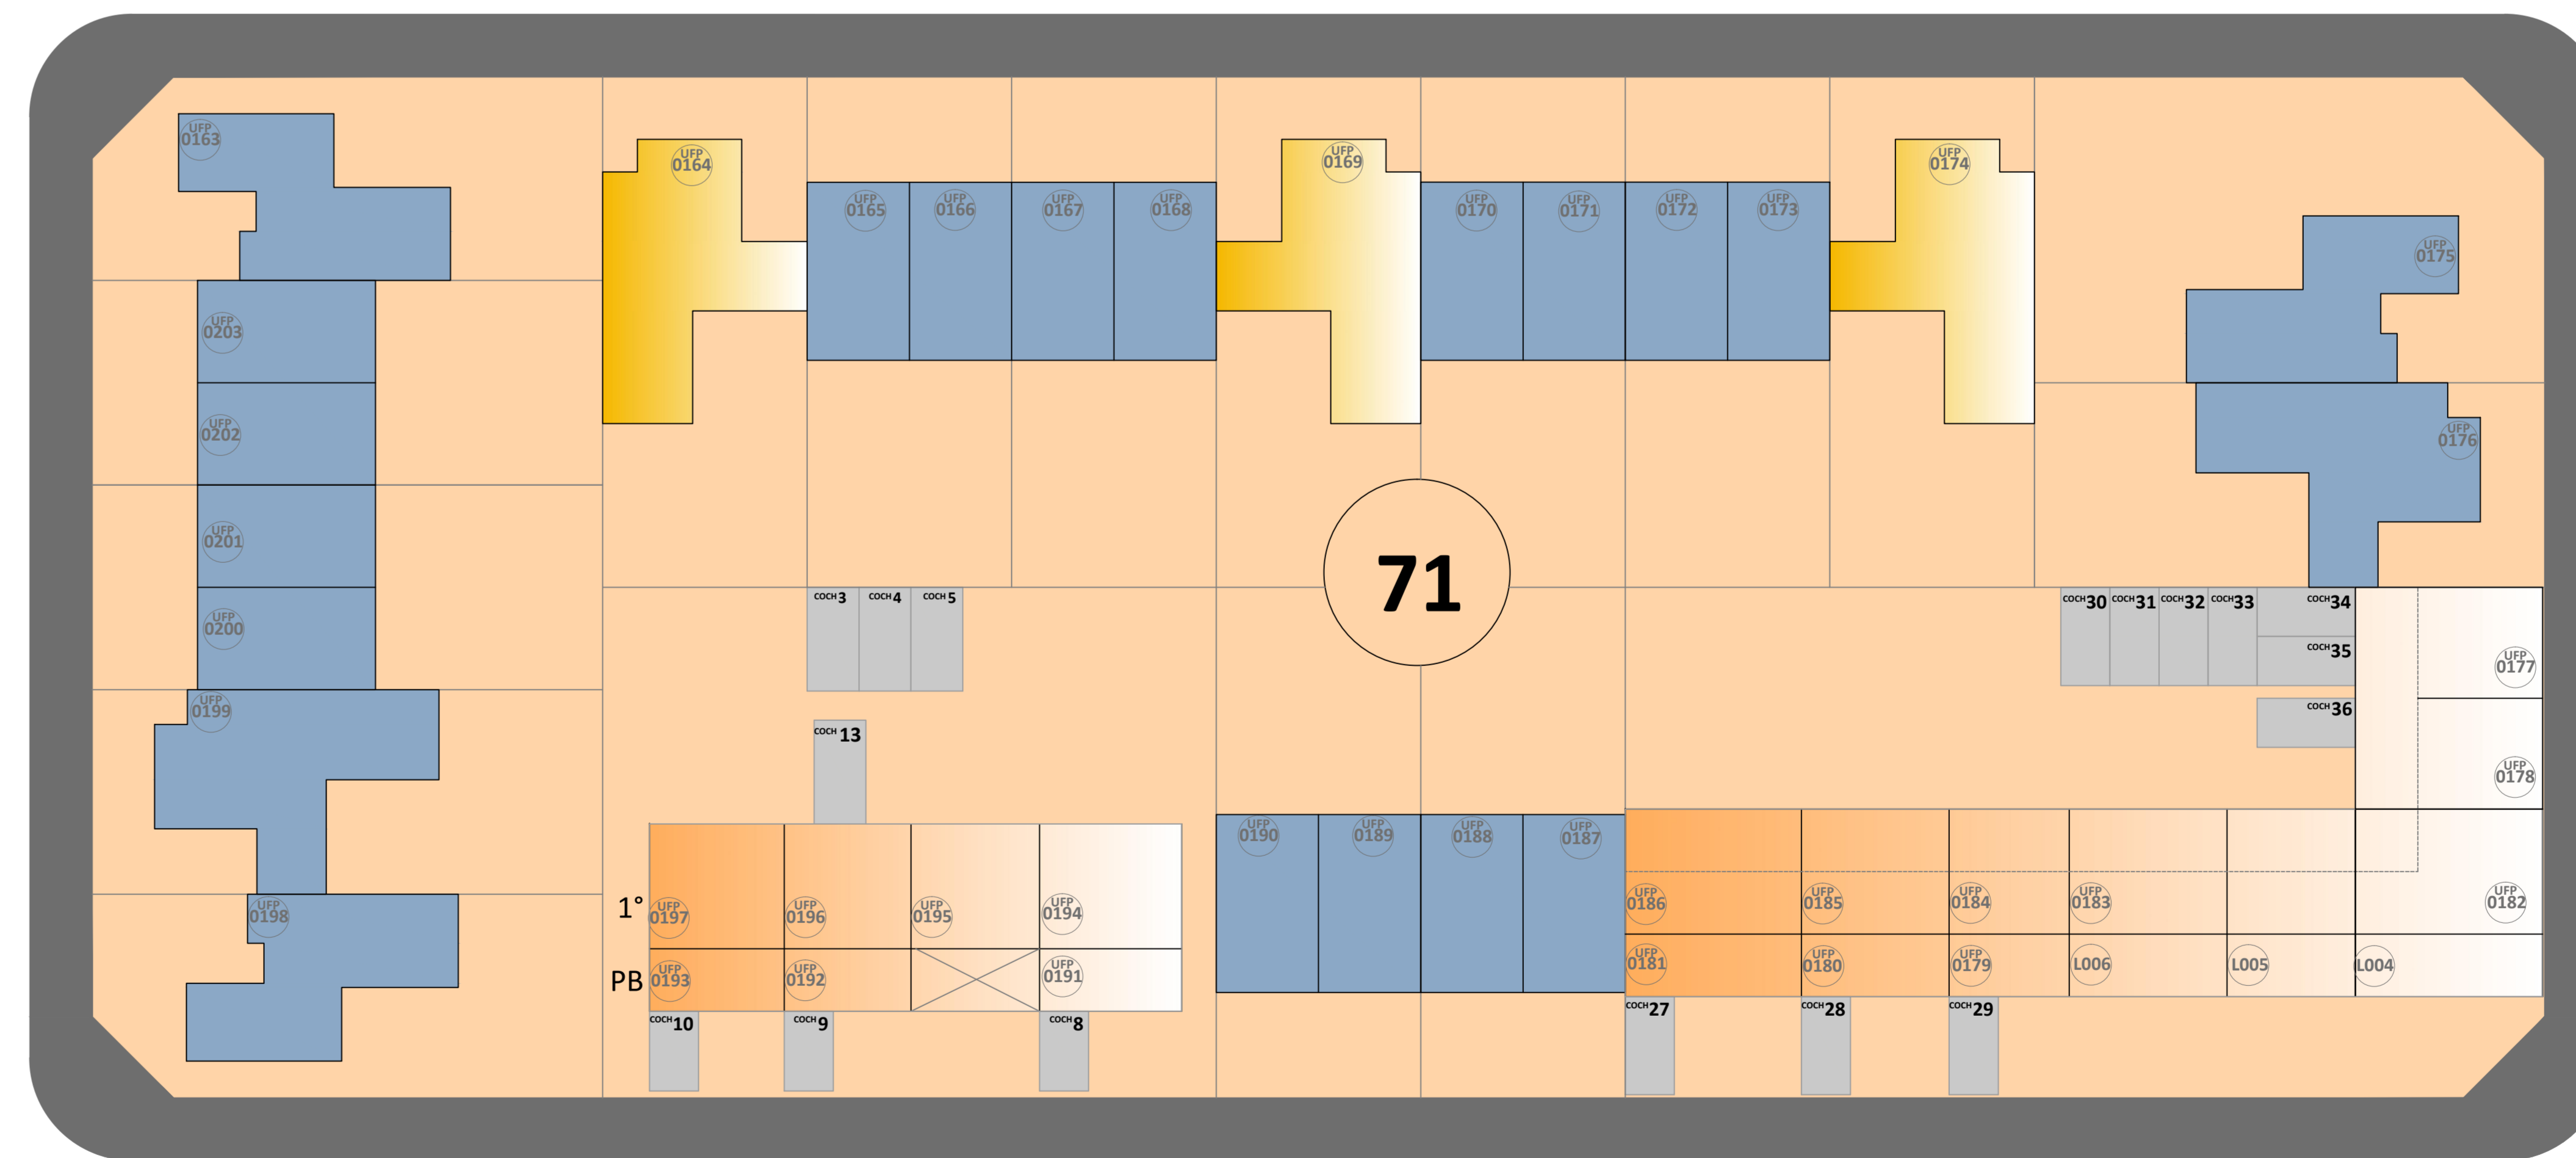 UFP
0163
UFP
0164
UFP
0165
UFP
0166
UFP
0167
UFP
0168
UFP
0169
UFP
0170
UFP
0171
UFP
0172
UFP
0173
UFP
0174
UFP
0175
UFP
0203
UFP
0202
UFP
0176
UFP
0201
71
UFP
0200
COCH 3
COCH 4
COCH 5
COCH 30
COCH 31
COCH 32
COCH 33
COCH 34
COCH 35
UFP
0177
UFP
0199
COCH 13
COCH 36
UFP
0178
UFP
0198
1°
UFP
0197
UFP
0196
UFP
0195
UFP
0194
UFP
0190
UFP
0189
UFP
0188
UFP
0187
UFP
0186
UFP
0185
UFP
0184
UFP
0183
UFP
0182
PB
UFP
0193
UFP
0192
UFP
0191
UFP
0181
UFP
0180
UFP
0179
L006
L005
L004
COCH 10
COCH 9
COCH 8
COCH 27
COCH 28
COCH 29